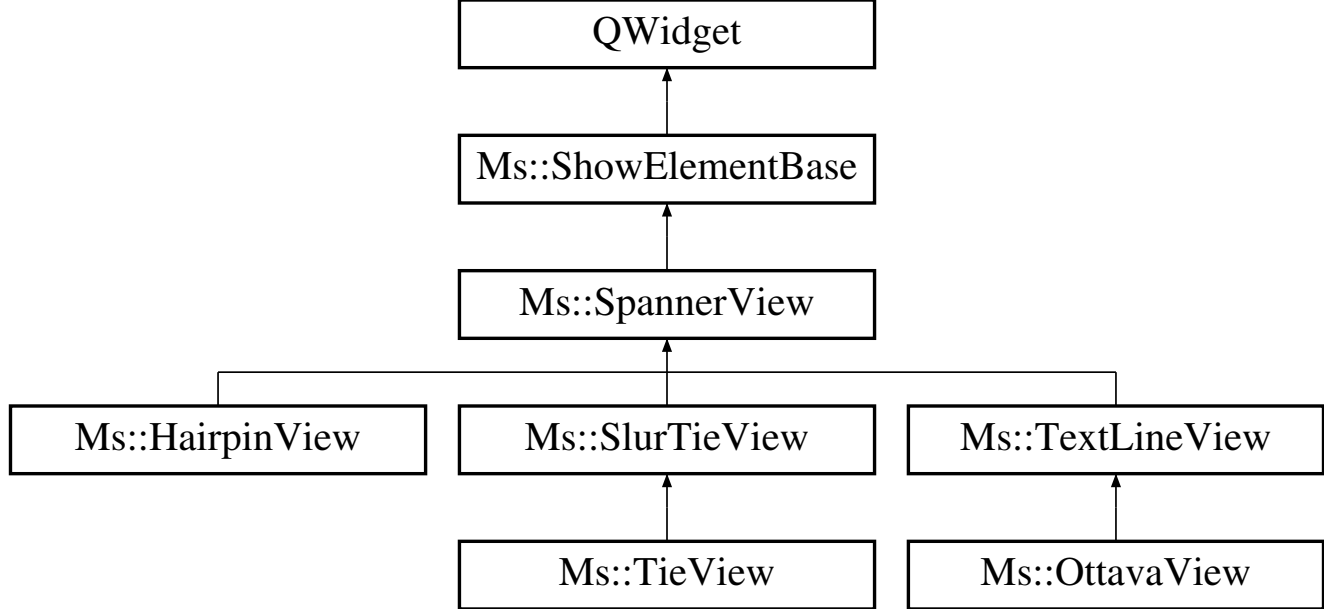 QWidget
Ms::ShowElementBase
Ms::SpannerView
Ms::HairpinView
Ms::SlurTieView
Ms::TextLineView
Ms::TieView
Ms::OttavaView